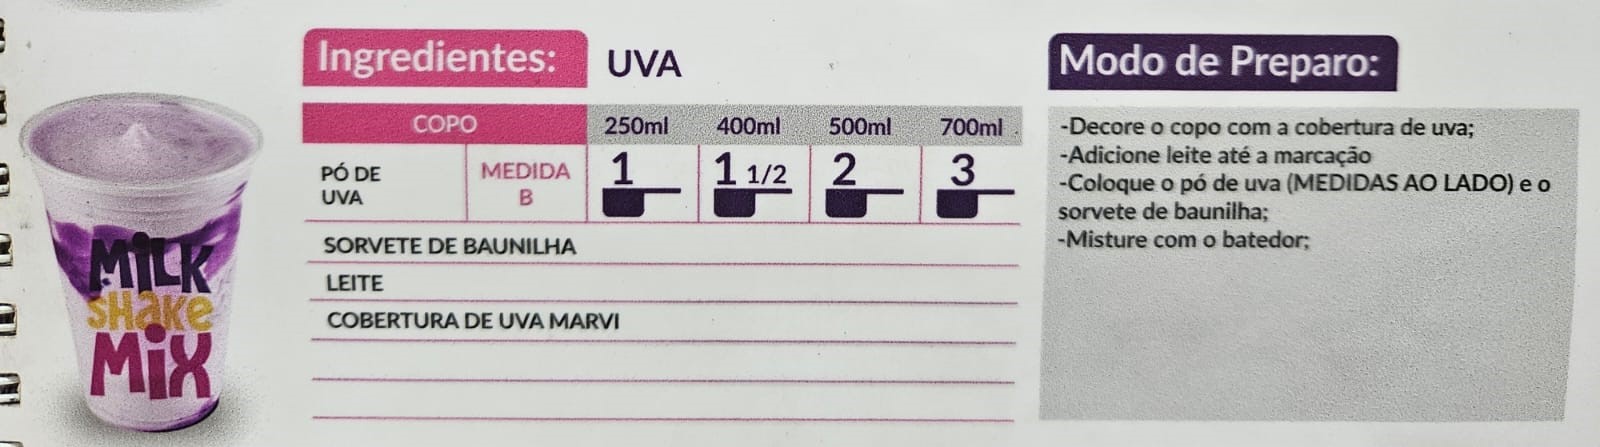 Ingredientes: UVA
COPO 250ml 400ml 500ml 700ml
PÓ DE UVA MEDIDA B 1 1 1/2 2 3
SORVETE DE BAUNILHA
LEITE
COBERTURA DE UVA MARVI
Modo de Preparo:
-Decore o copo com a cobertura de uva;
-Adicione leite até a marcação
-Coloque o pó de uva (MEDIDAS AO LADO) e o
sorvete de baunilha;
-Misture com o batedor;
MiLK
SHaKe
MiX